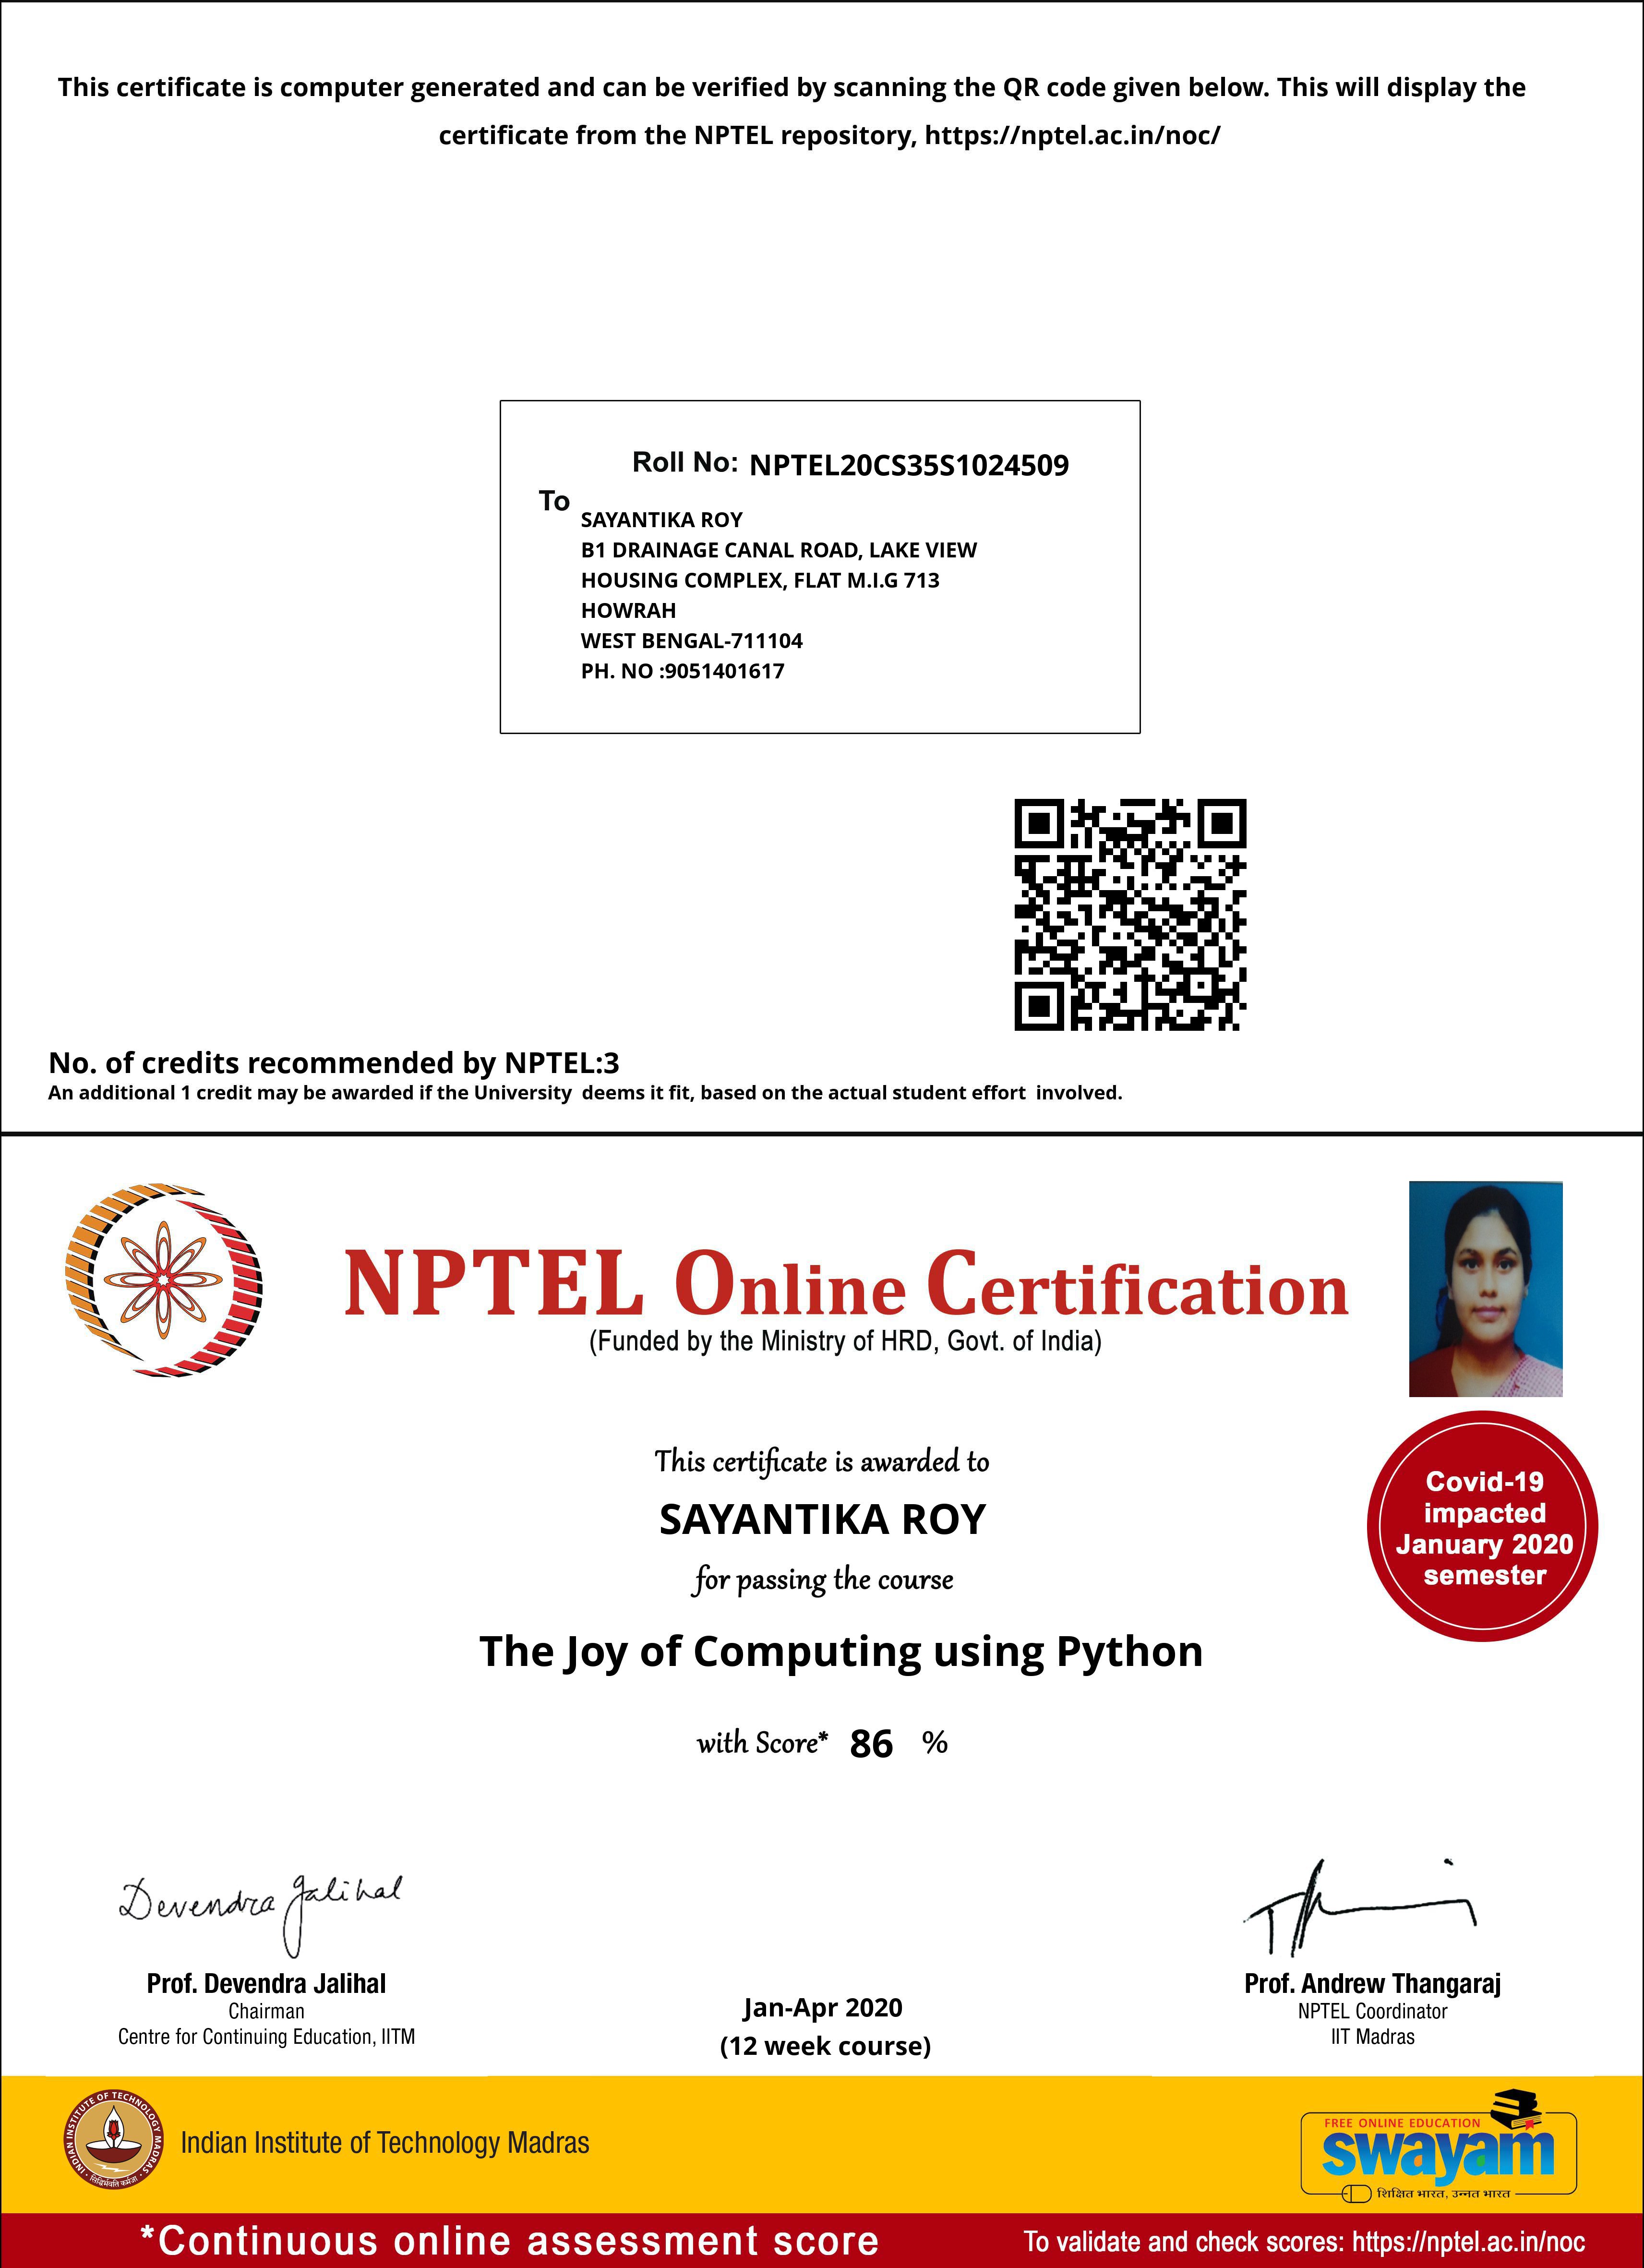 This certificate is computer generated and can be verified by scanning the QR code given below. This will display the
certificate from the NPTEL repository, https://nptel.ac.in/noc/
Roll No: NPTEL20CS35S1024509
To
SAYANTIKA ROY
B1 DRAINAGE CANAL ROAD, LAKE VIEW
HOUSING COMPLEX, FLAT M.I.G 713
HOWRAH
WEST BENGAL-711104
PH. NO :9051401617
No. of credits recommended by NPTEL:3
An additional 1 credit may be awarded if the University deems it fit, based on the actual student effort involved.
NPTEL Online Certification
(Funded by the Ministry of HRD, Govt. of India)
This certificate is awarded to
SAYANTIKA ROY
for passing the course
The Joy of Computing using Python
with Score* 86 %
Covid-19
impacted
January 2020
semester
Devendra Jalihal
Prof. Devendra Jalihal
Chairman
Centre for Continuing Education, IITM
Jan-Apr 2020
(12 week course)
Prof. Andrew Thangaraj
NPTEL Coordinator
IIT Madras
INDIAN INSTITUTE OF TECHNOLOGY MADRAS
सिद्धिर्भवति कर्मजा
Indian Institute of Technology Madras
FREE ONLINE EDUCATION
swayam
शिक्षित भारत, उन्नत भारत
*Continuous online assessment score
To validate and check scores: https://nptel.ac.in/noc